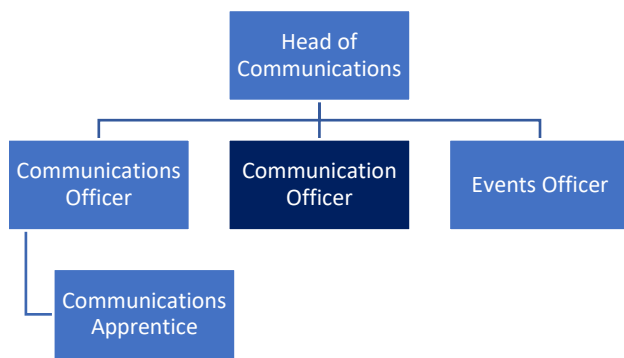 Head of
Communications
Communications
Officer
Communication
Officer
Events Officer
Communications
Apprentice